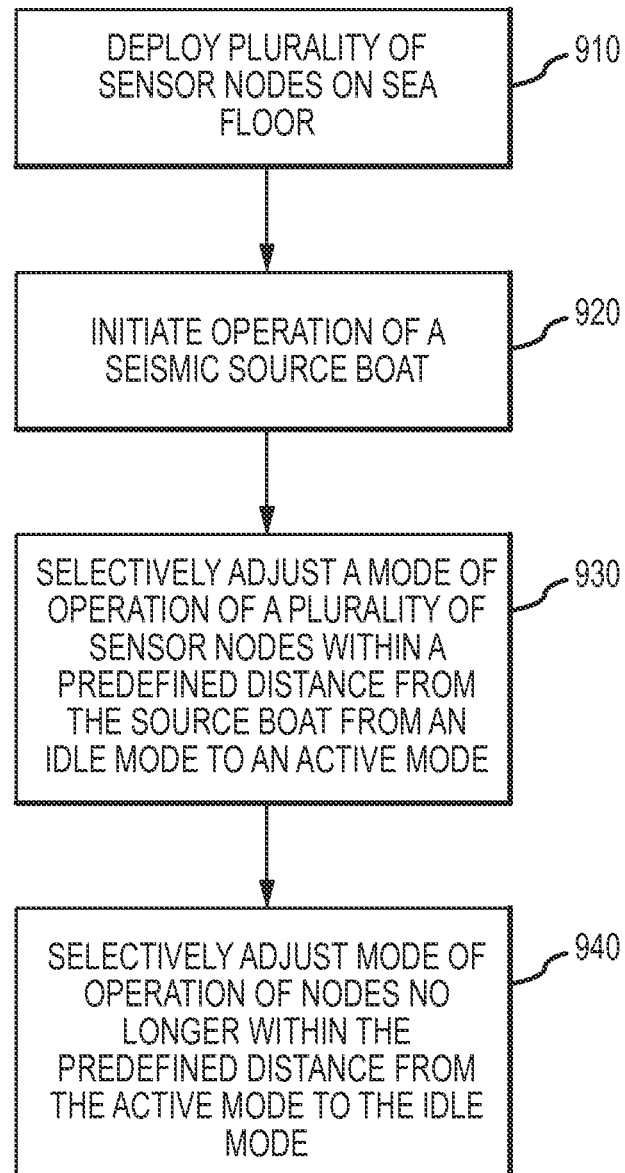 DEPLOY PLURALITY OF
SENSOR NODES ON SEA
FLOOR
910
INITIATE OPERATION OF A
SEISMIC SOURCE BOAT
920
SELECTIVELY ADJUST A MODE OF
OPERATION OF A PLURALITY OF
SENSOR NODES WITHIN A
PREDEFINED DISTANCE FROM
THE SOURCE BOAT FROM AN
IDLE MODE TO AN ACTIVE MODE
930
SELECTIVELY ADJUST MODE OF
OPERATION OF NODES NO
LONGER WITHIN THE
PREDEFINED DISTANCE FROM
THE ACTIVE MODE TO THE IDLE
MODE
940